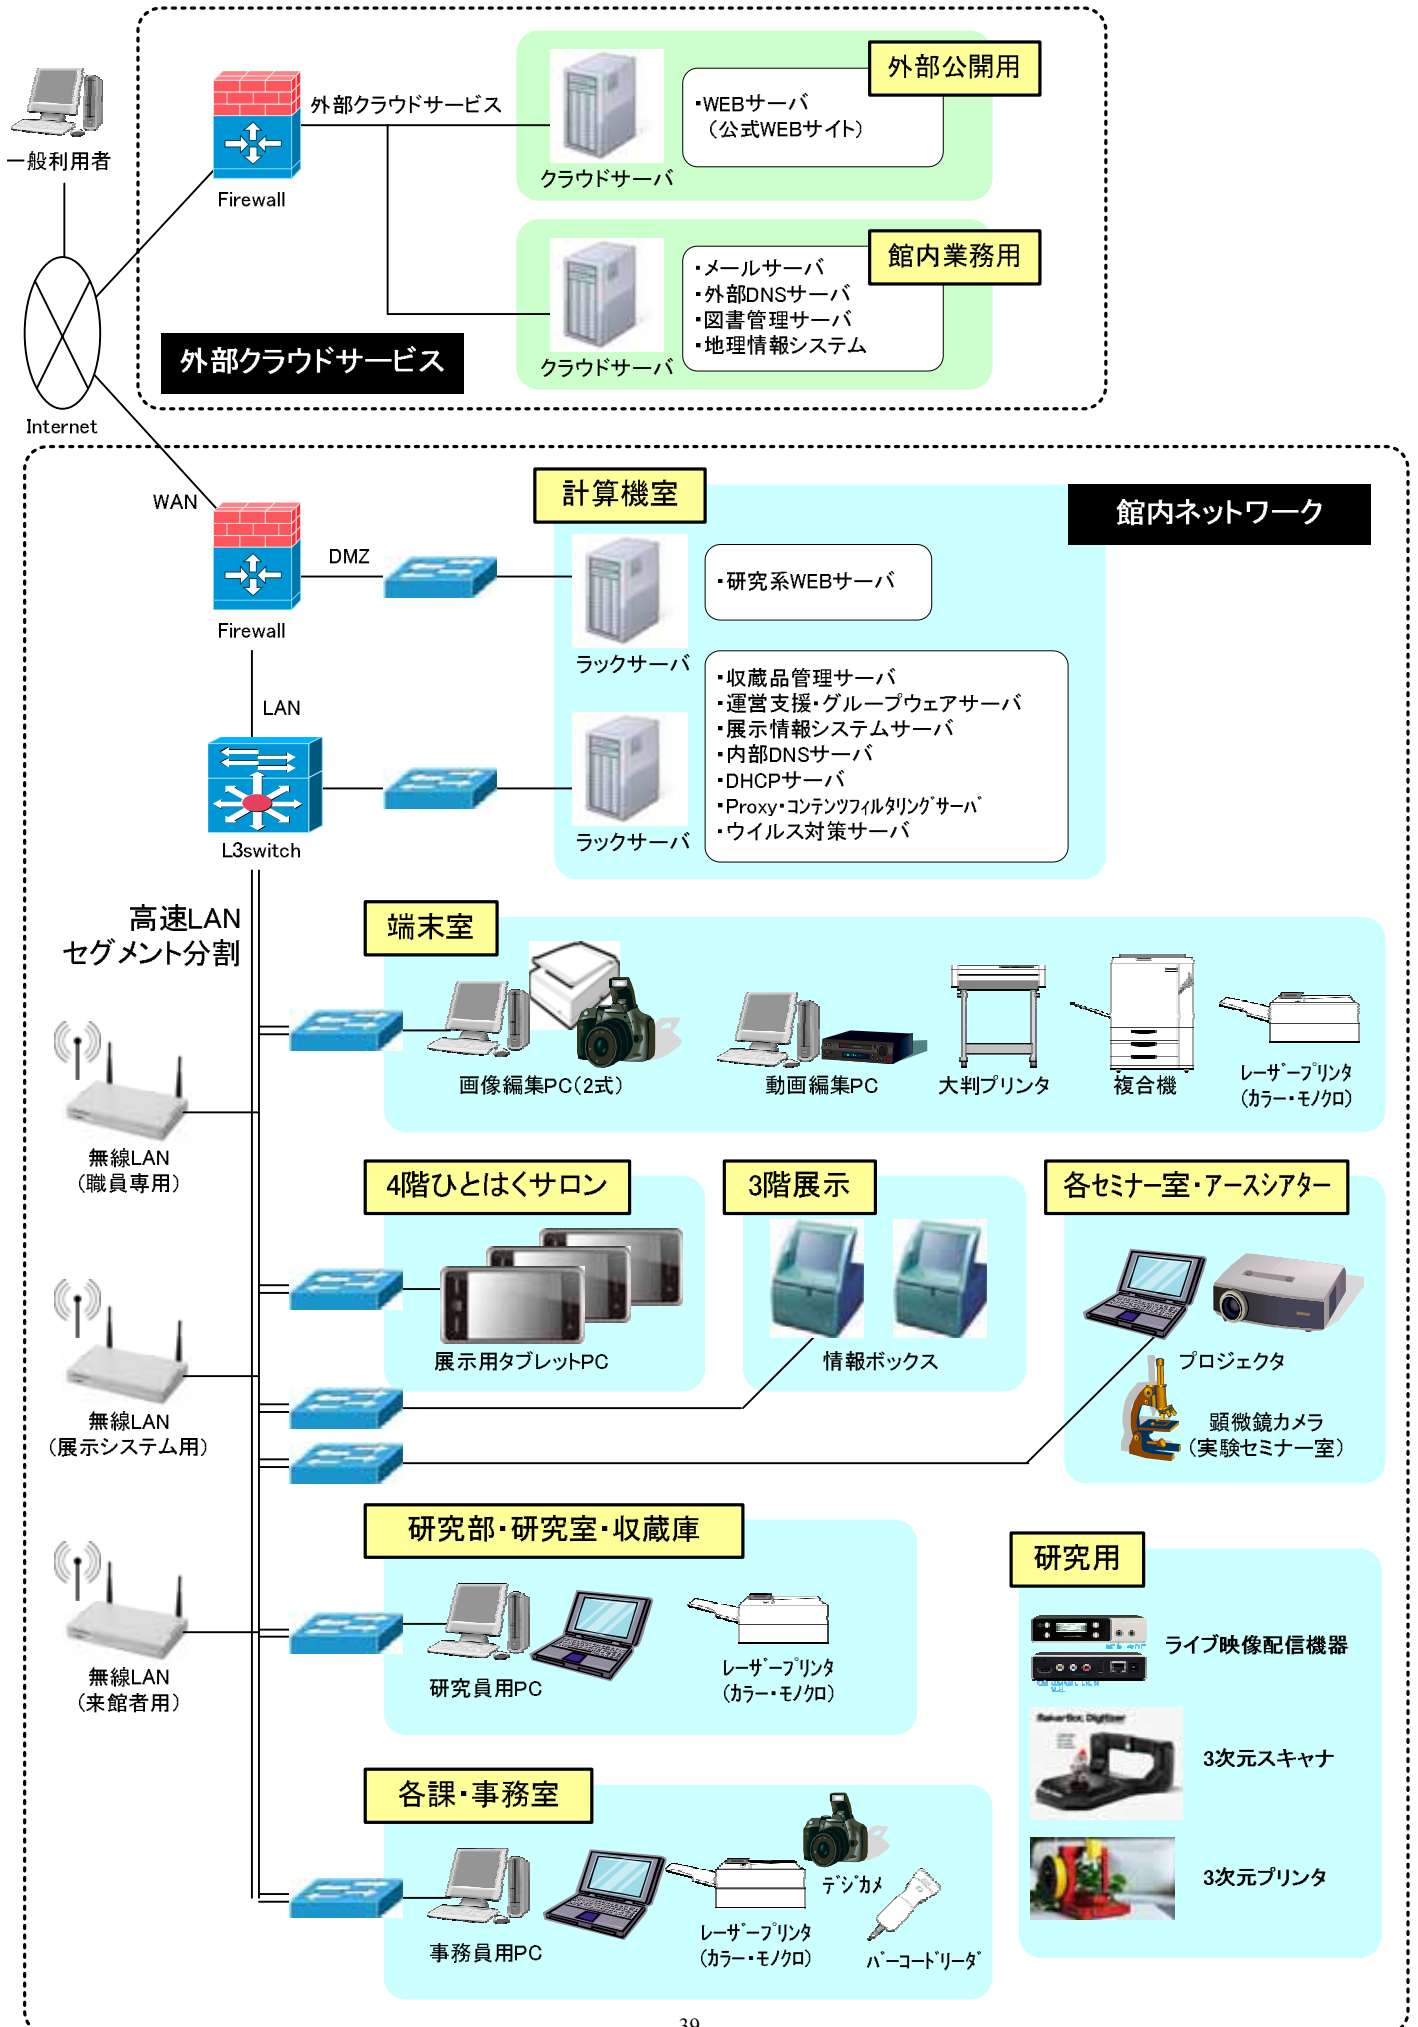 一般利用者
Internet
Firewall
外部クラウドサービス
外部公開用
・WEBサーバ
（公式WEBサイト）
クラウドサーバ
館内業務用
・メールサーバ
・外部DNSサーバ
・図書管理サーバ
・地理情報システム
クラウドサーバ
外部クラウドサービス
館内ネットワーク
WAN
Firewall
DMZ
計算機室
・研究系WEBサーバ
ラックサーバ
LAN
L3switch
・収蔵品管理サーバ
・運営支援・グループウェアサーバ
・展示情報システムサーバ
・内部DNSサーバ
・DHCPサーバ
・Proxy・コンテンツフィルタリングサーバ
・ウイルス対策サーバ
ラックサーバ
高速LAN
セグメント分割
端末室
画像編集PC（2式）
動画編集PC
大判プリンタ
複合機
レーザープリンタ
（カラー・モノクロ）
無線LAN
（職員専用）
4階ひとはくサロン
展示用タブレットPC
3階展示
情報ボックス
各セミナー室・アースシアター
プロジェクタ
顕微鏡カメラ
（実験セミナー室）
無線LAN
（展示システム用）
研究部・研究室・収蔵庫
研究員用PC
レーザープリンタ
（カラー・モノクロ）
無線LAN
（来館者用）
研究用
ライブ映像配信機器
MakerBot Digitizer
3次元スキャナ
3次元プリンタ
各課・事務室
事務員用PC
レーザープリンタ
（カラー・モノクロ）
デジカメ
バーコードリーダ
39